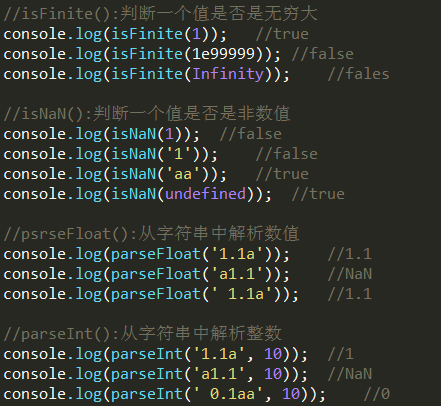 //isFinite():判断一个值是否是无穷大
console.log(isFinite(1));   //true
console.log(isFinite(1e99999)); //false
console.log(isFinite(Infinity));    //fales
//isNaN():判断一个值是否是非数值
console.log(isNaN(1));  //false
console.log(isNaN('1'));    //false
console.log(isNaN('aa'));   //true
console.log(isNaN(undefined));  //true
//psrseFloat():从字符串中解析数值
console.log(parseFloat('1.1a'));    //1.1
console.log(parseFloat('a1.1'));    //NaN
console.log(parseFloat(' 1.1a'));   //1.1
//parseInt():从字符串中解析整数
console.log(parseInt('1.1a', 10));  //1
console.log(parseInt('a1.1', 10));  //NaN
console.log(parseInt(' 0.1aa', 10));    //0